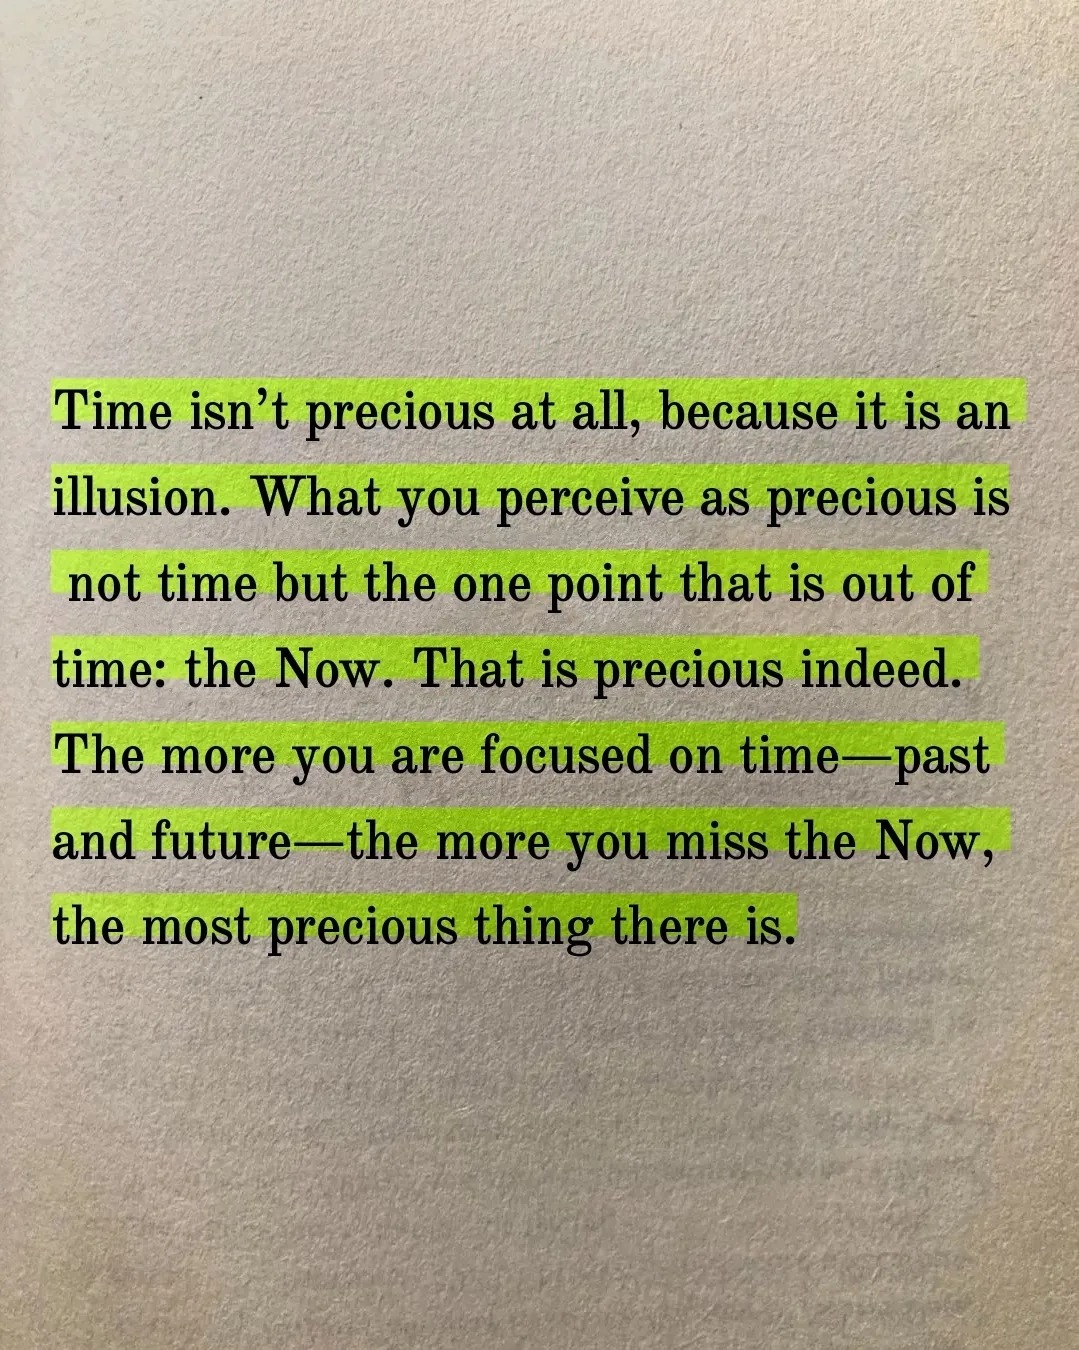 Time isn’t precious at all, because it is an
illusion. What you perceive as precious is
not time but the one point that is out of
time: the Now. That is precious indeed.
The more you are focused on time—past
and future—the more you miss the Now,
the most precious thing there is.